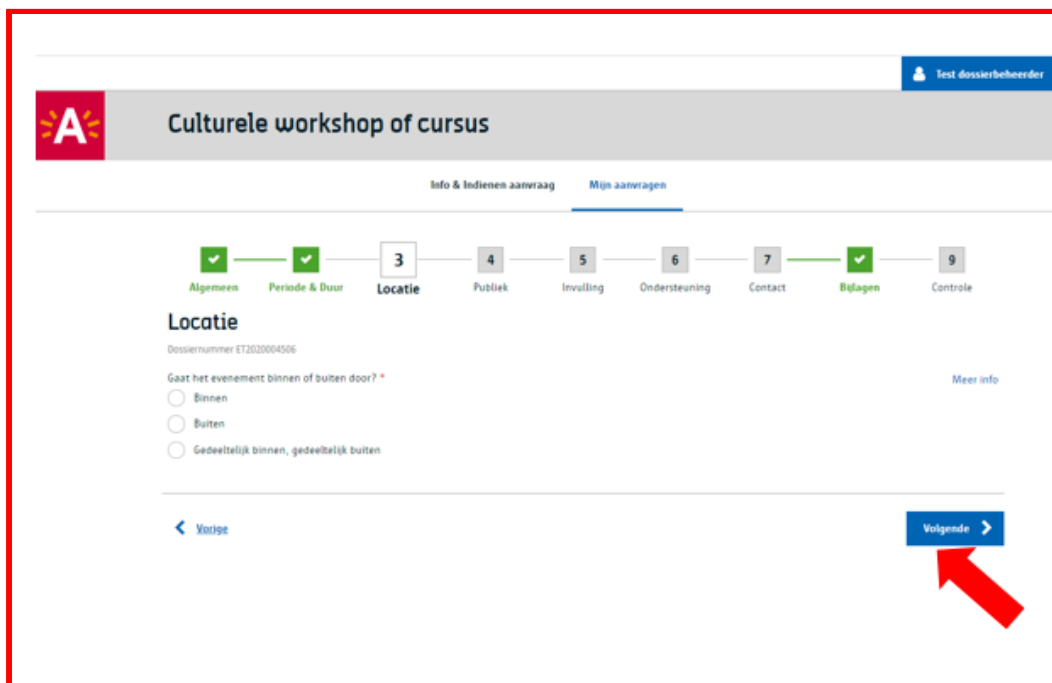 Test dossierbeheerder
A
Culturele workshop of cursus
Info & Indienen aanvraag Mijn aanvragen
3 4 5 6 7 9
Algemeen Periode & Duur Locatie Publiek Invulling Ondersteuning Contact Bijlagen Controle
Locatie
Dossiernummer ET2020004506
Gaat het evenement binnen of buiten door? * Meer info
Binnen
Buiten
Gedeeltelijk binnen, gedeeltelijk buiten
Vorige Volgende